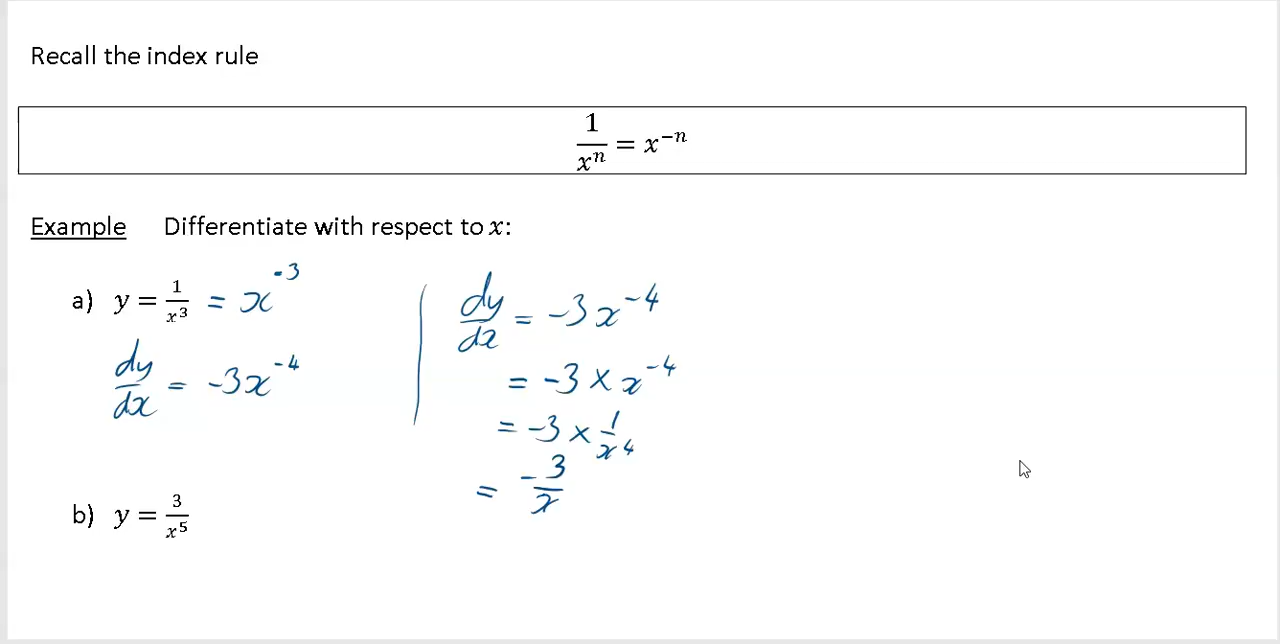 Recall the index rule
1/xⁿ = x⁻ⁿ
Example Differentiate with respect to x:
a) y = 1/x³ = x⁻³
dy/dx = -3x⁻⁴
dy/dx = -3x⁻⁴
= -3 × x⁻⁴
= -3 × 1/x⁴
= -3/x
b) y = 3/x⁵